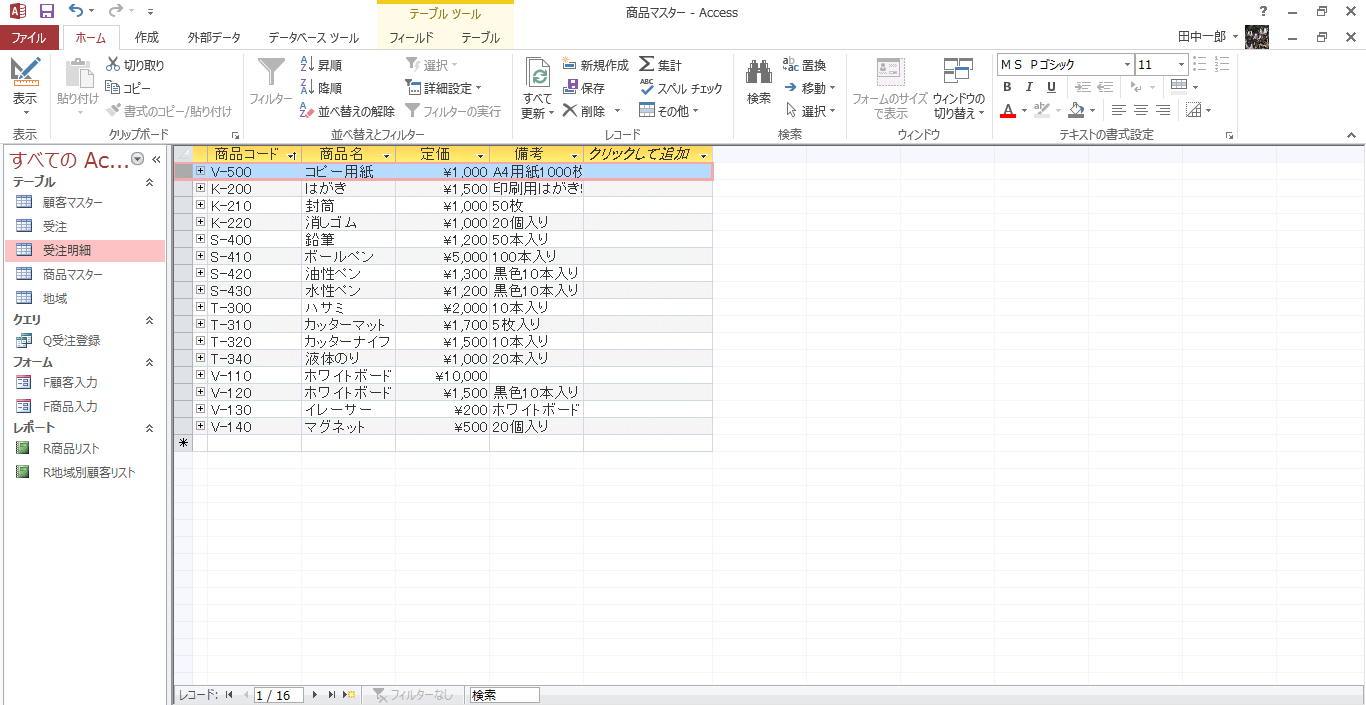 テーブル ツール
商品マスター - Access
?
ファイル ホーム 作成 外部データ データベース ツール フィールド テーブル 田中一郎
表示
貼り付け
切り取り
コピー
書式のコピー/貼り付け
フィルター
昇順
降順
並べ替えの解除
選択
詳細設定
フィルターの実行
すべて
更新
新規作成
保存
削除
集計
スペル チェック
その他
検索
置換
移動
選択
フォームのサイズ
で表示
ウィンドウの
切り替え
ＭＳ Ｐゴシック 11
B I U
表示 クリップボード 並べ替えとフィルター レコード 検索 ウィンドウ テキストの書式設定
すべての Ac...
テーブル
顧客マスター
受注
受注明細
商品マスター
地域
クエリ
Q受注登録
フォーム
F顧客入力
F商品入力
レポート
R商品リスト
R地域別顧客リスト
商品コード 商品名 定価 備考 クリックして追加
V-500 コピー用紙 ¥1,000 A4用紙1000枚
K-200 はがき ¥1,500 印刷用はがき
K-210 封筒 ¥1,000 50枚
K-220 消しゴム ¥1,000 20個入り
S-400 鉛筆 ¥1,200 50本入り
S-410 ボールペン ¥5,000 100本入り
S-420 油性ペン ¥1,300 黒色10本入り
S-430 水性ペン ¥1,200 黒色10本入り
T-300 ハサミ ¥2,000 10本入り
T-310 カッターマット ¥1,700 5枚入り
T-320 カッターナイフ ¥1,500 10本入り
T-340 液体のり ¥1,000 20本入り
V-110 ホワイトボード ¥10,000
V-120 ホワイトボード ¥1,500 黒色10本入り
V-130 イレーサー ¥200 ホワイトボード
V-140 マグネット ¥500 20個入り
レコード: 1 / 16 フィルターなし 検索